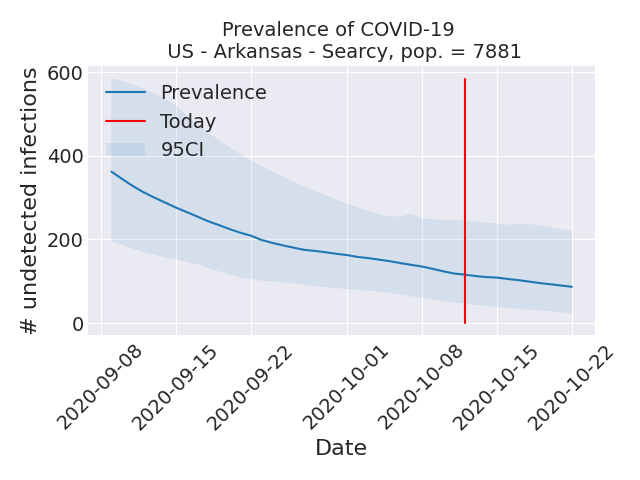 Prevalence of COVID-19
US - Arkansas - Searcy, pop. = 7881
# undetected infections
600
400
200
0
Prevalence
Today
95CI
2020-09-08
2020-09-15
2020-09-22
2020-10-01
2020-10-08
2020-10-15
2020-10-22
Date